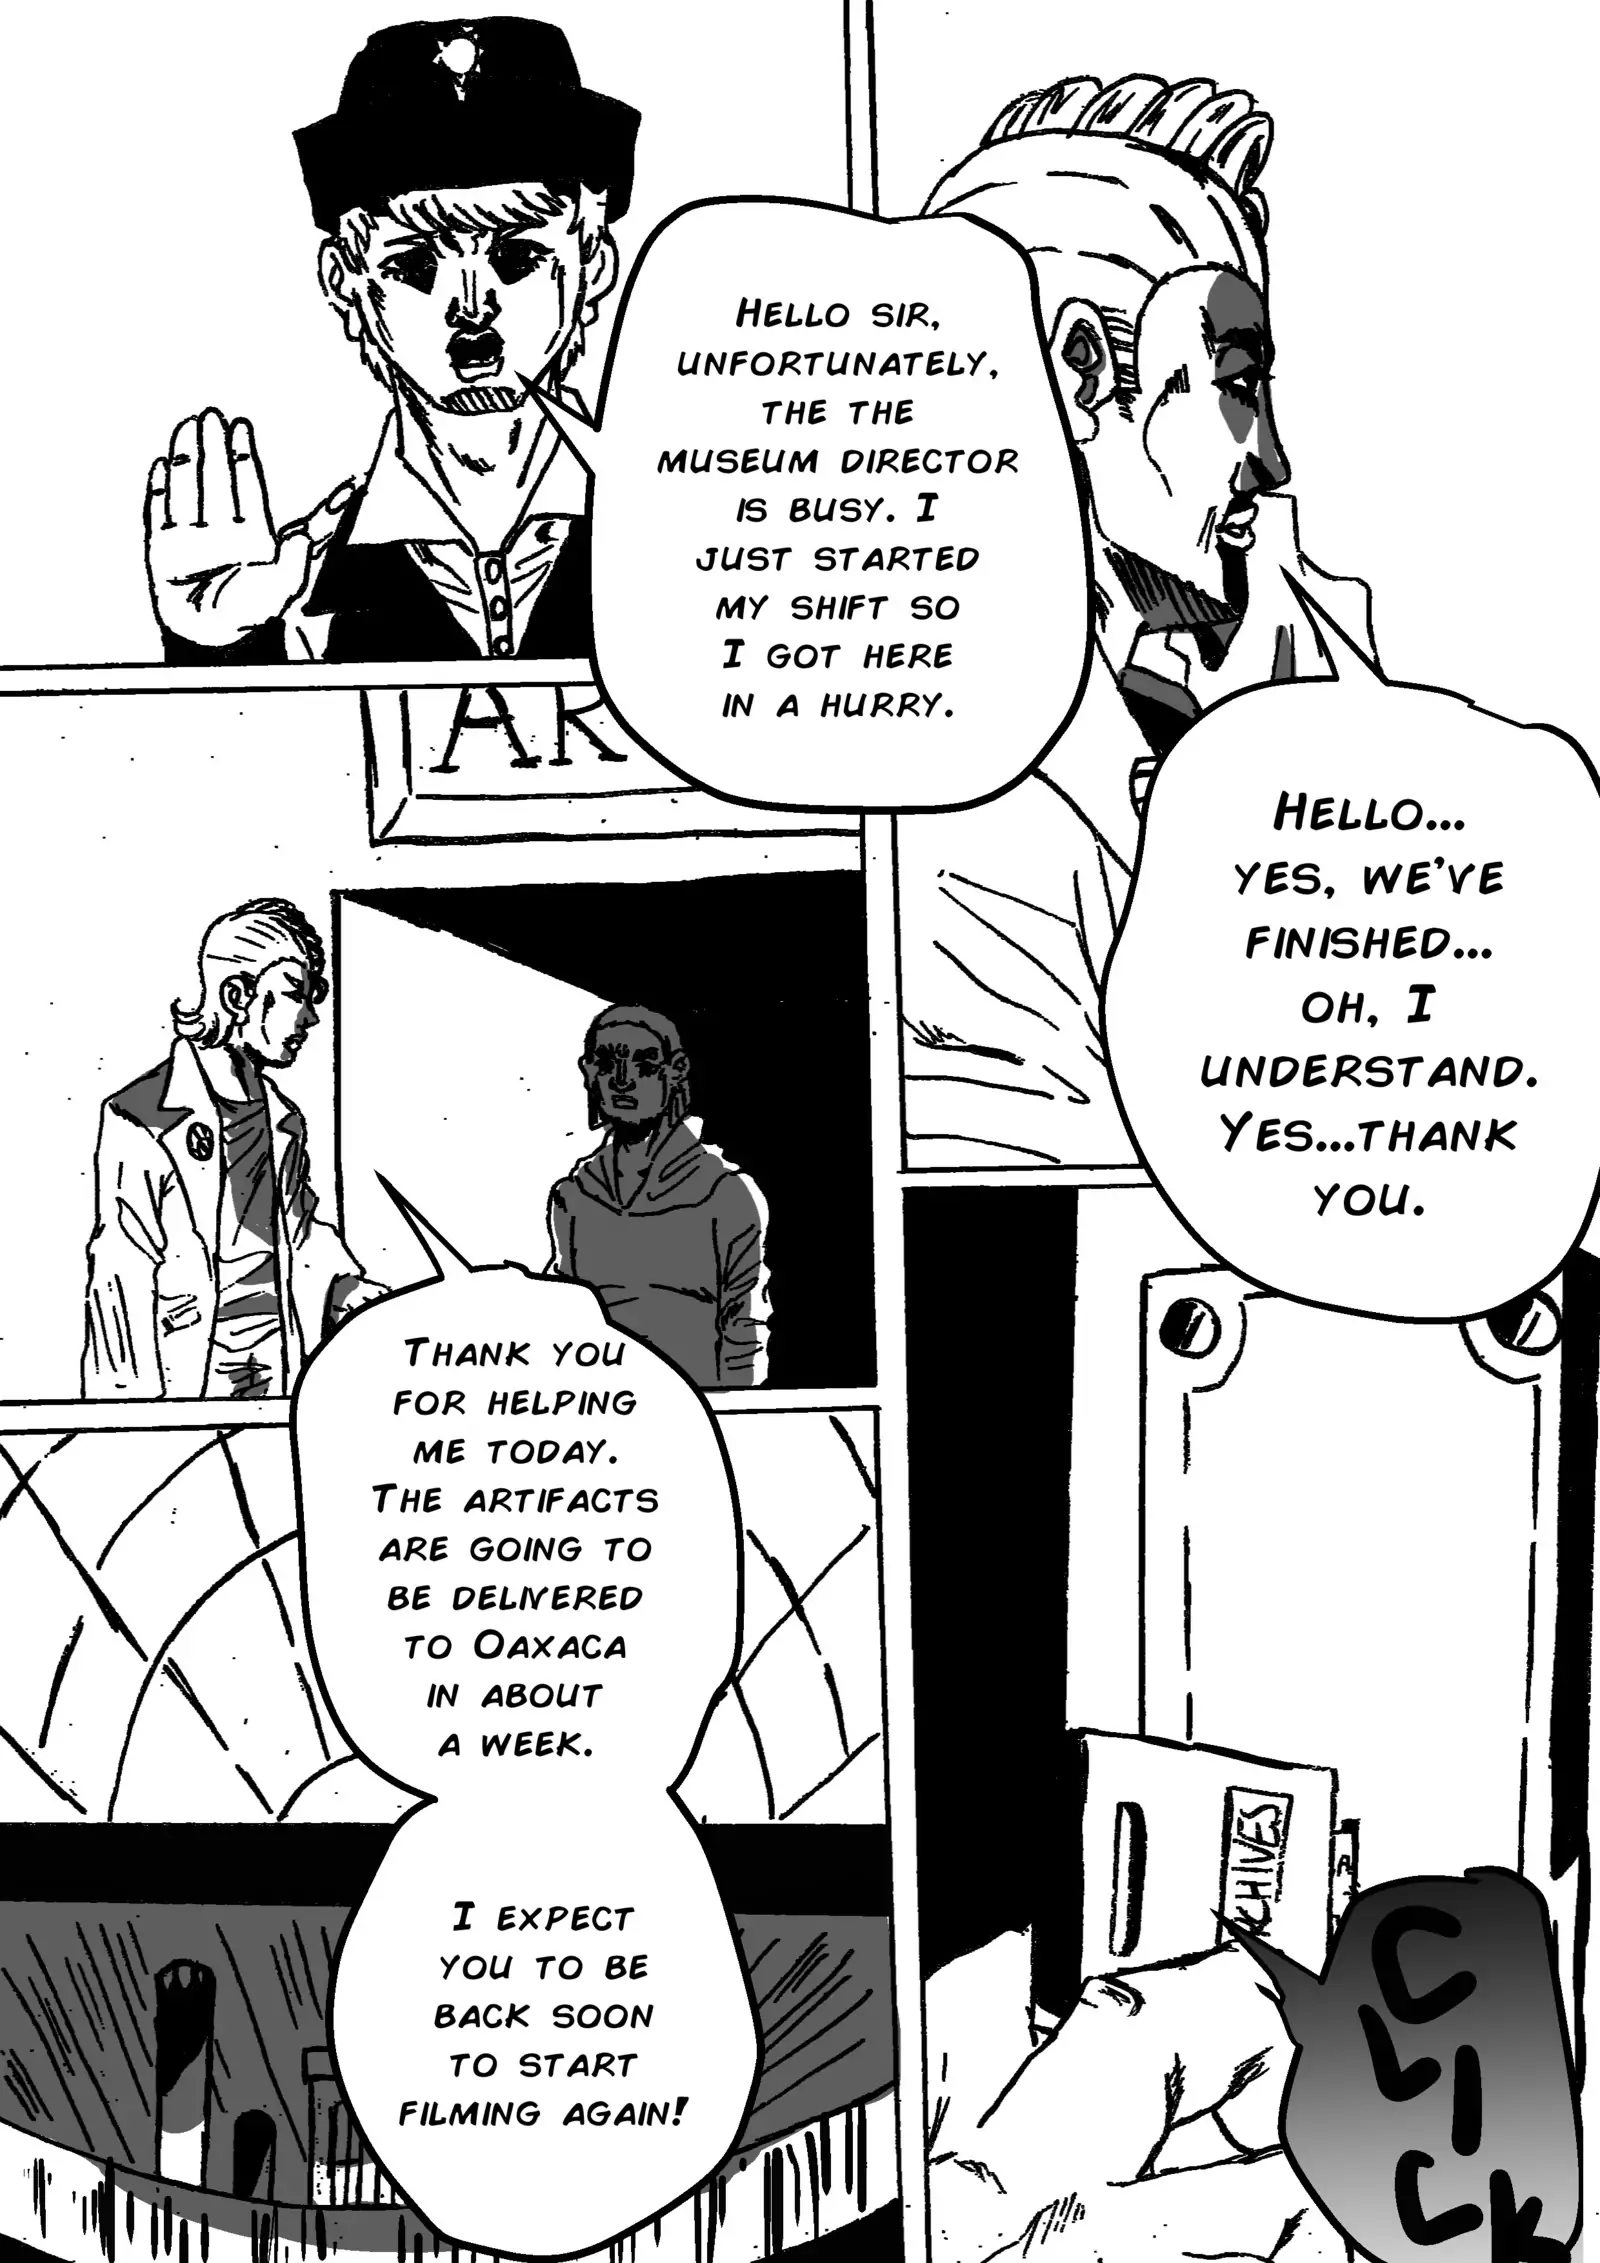 Hello sir,
unfortunately,
the the
museum director
is busy. I
just started
my shift so
I got here
in a hurry.
Hello...
yes, we've
finished...
oh, I
understand.
Yes...thank
you.
AR
Thank you
for helping
me today.
The artifacts
are going to
be delivered
to Oaxaca
in about
a week.
I expect
you to be
back soon
to start
filming again!
CHIVES
A
CLICK